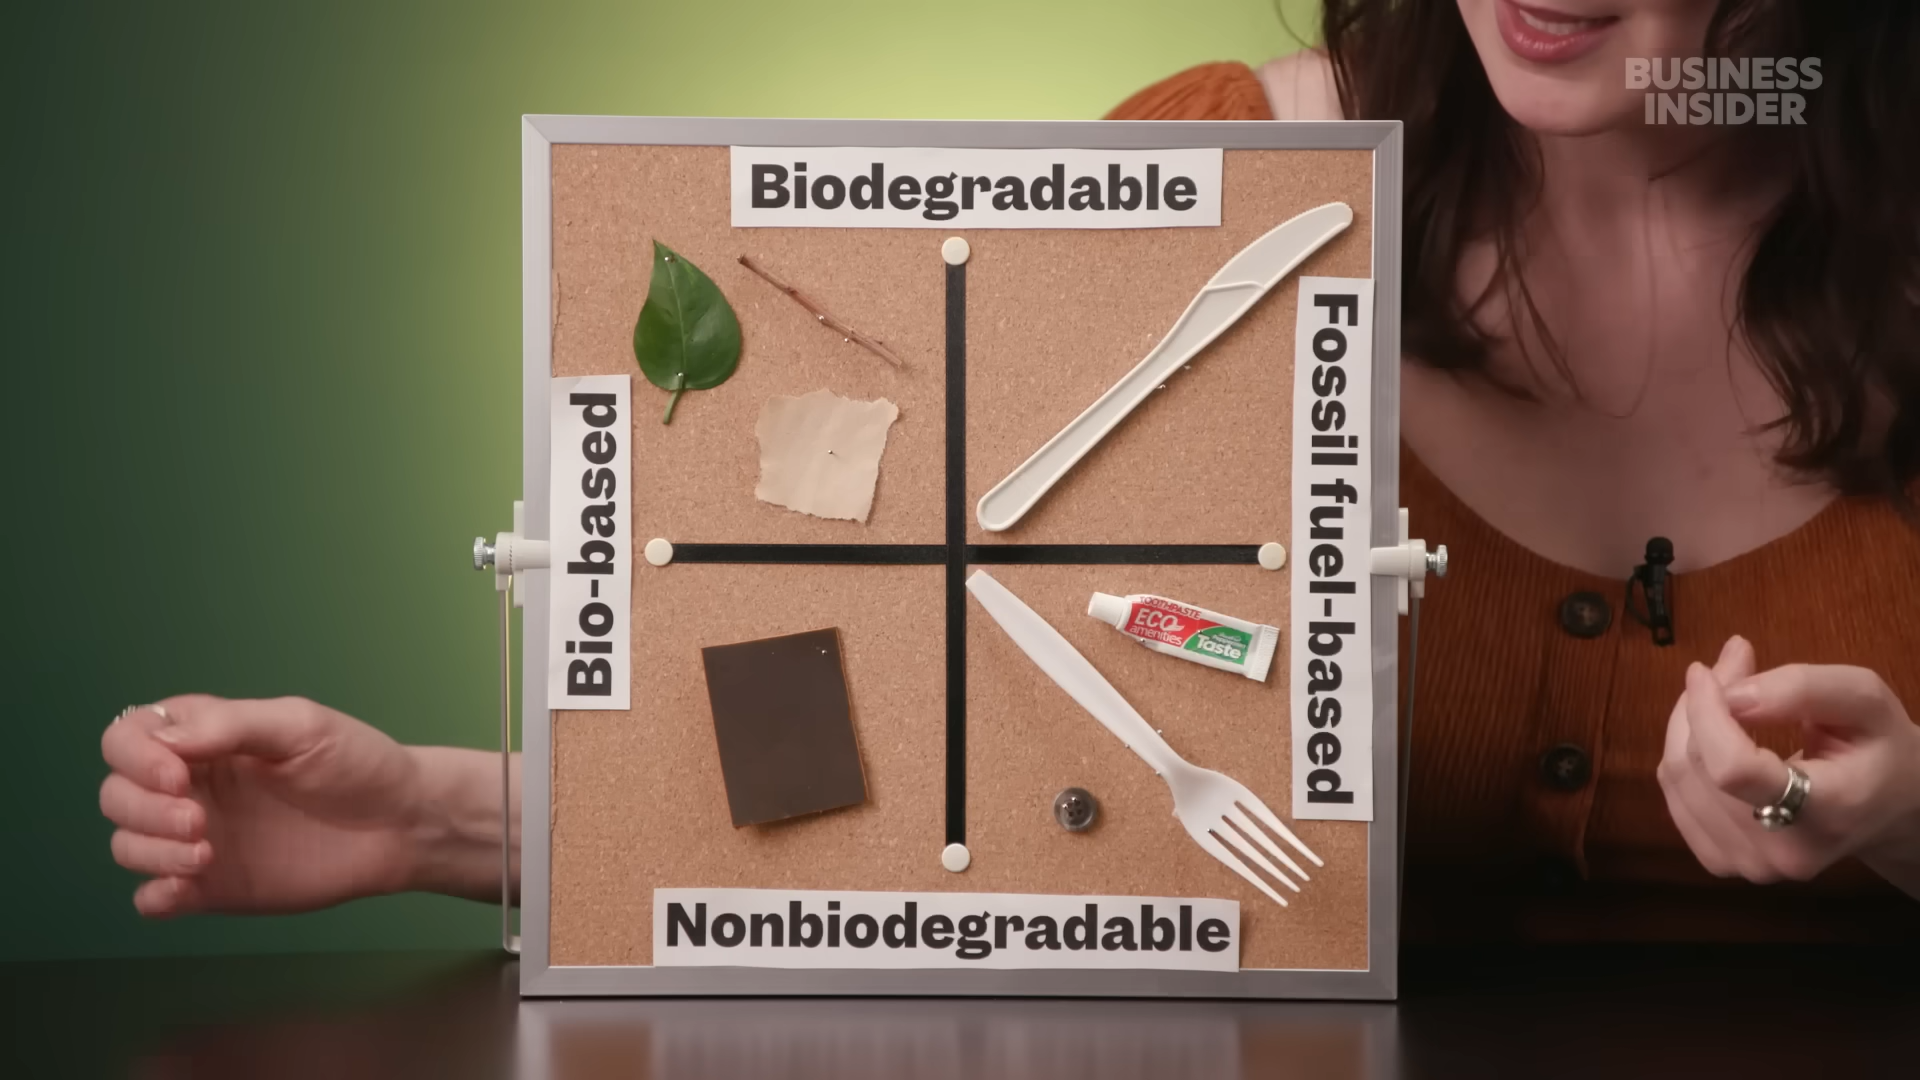 BUSINESS
INSIDER
Biodegradable
Bio-based
Fossil fuel-based
TOOTHPASTE
ECO
amenities
Taste
Nonbiodegradable